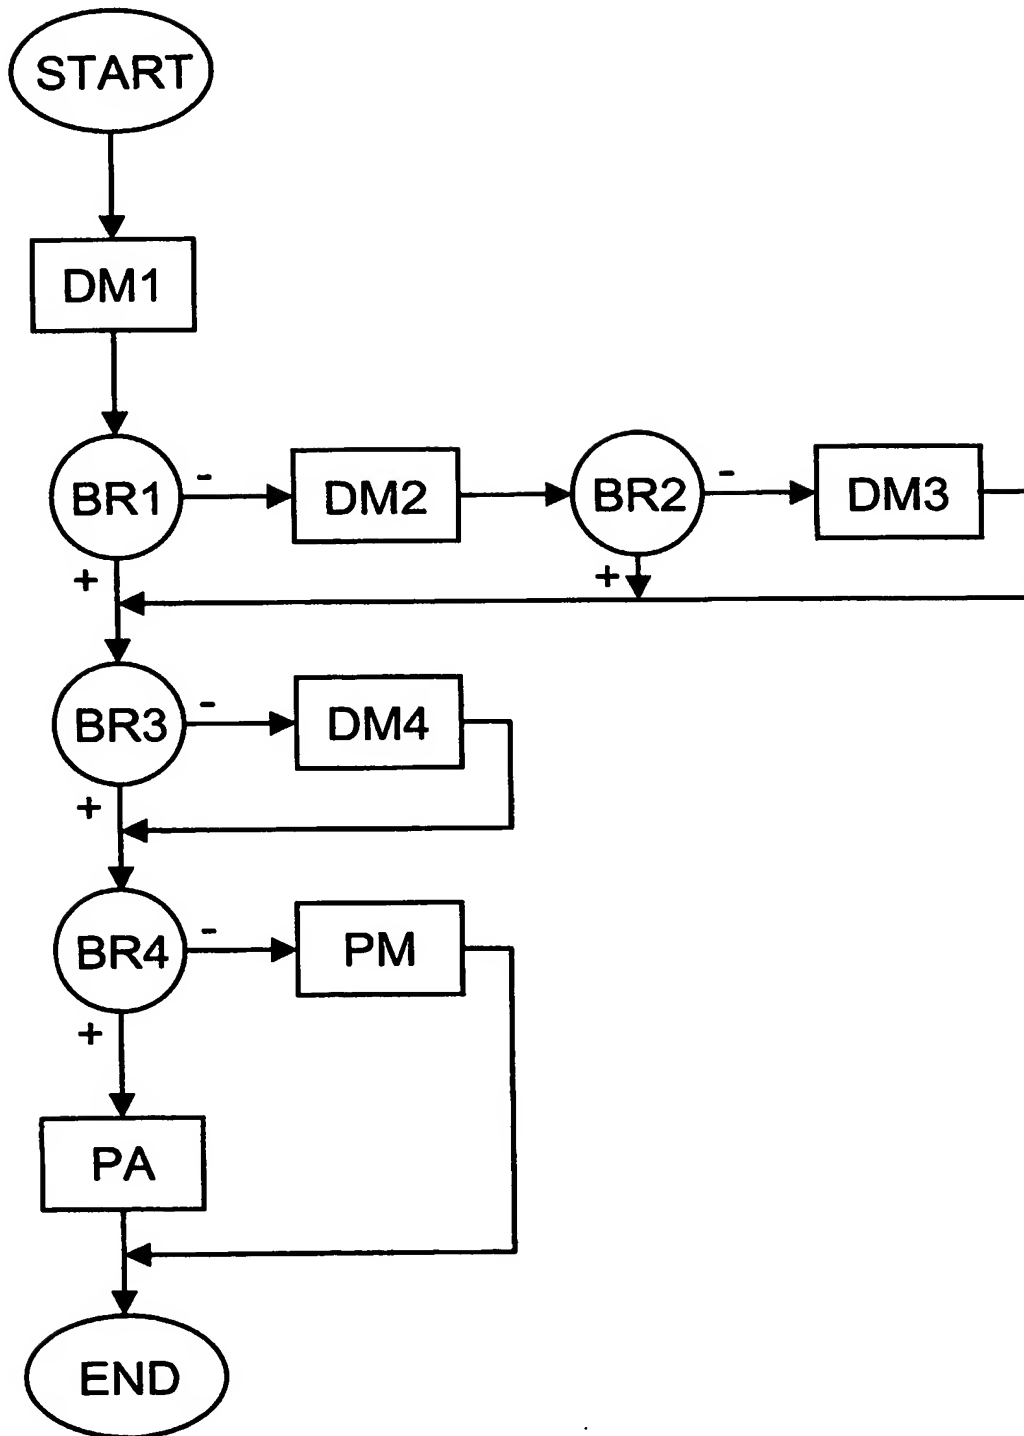 START
DM1
BR1
-
DM2
BR2
-
DM3
+
+
BR3
-
DM4
+
BR4
-
PM
+
PA
END